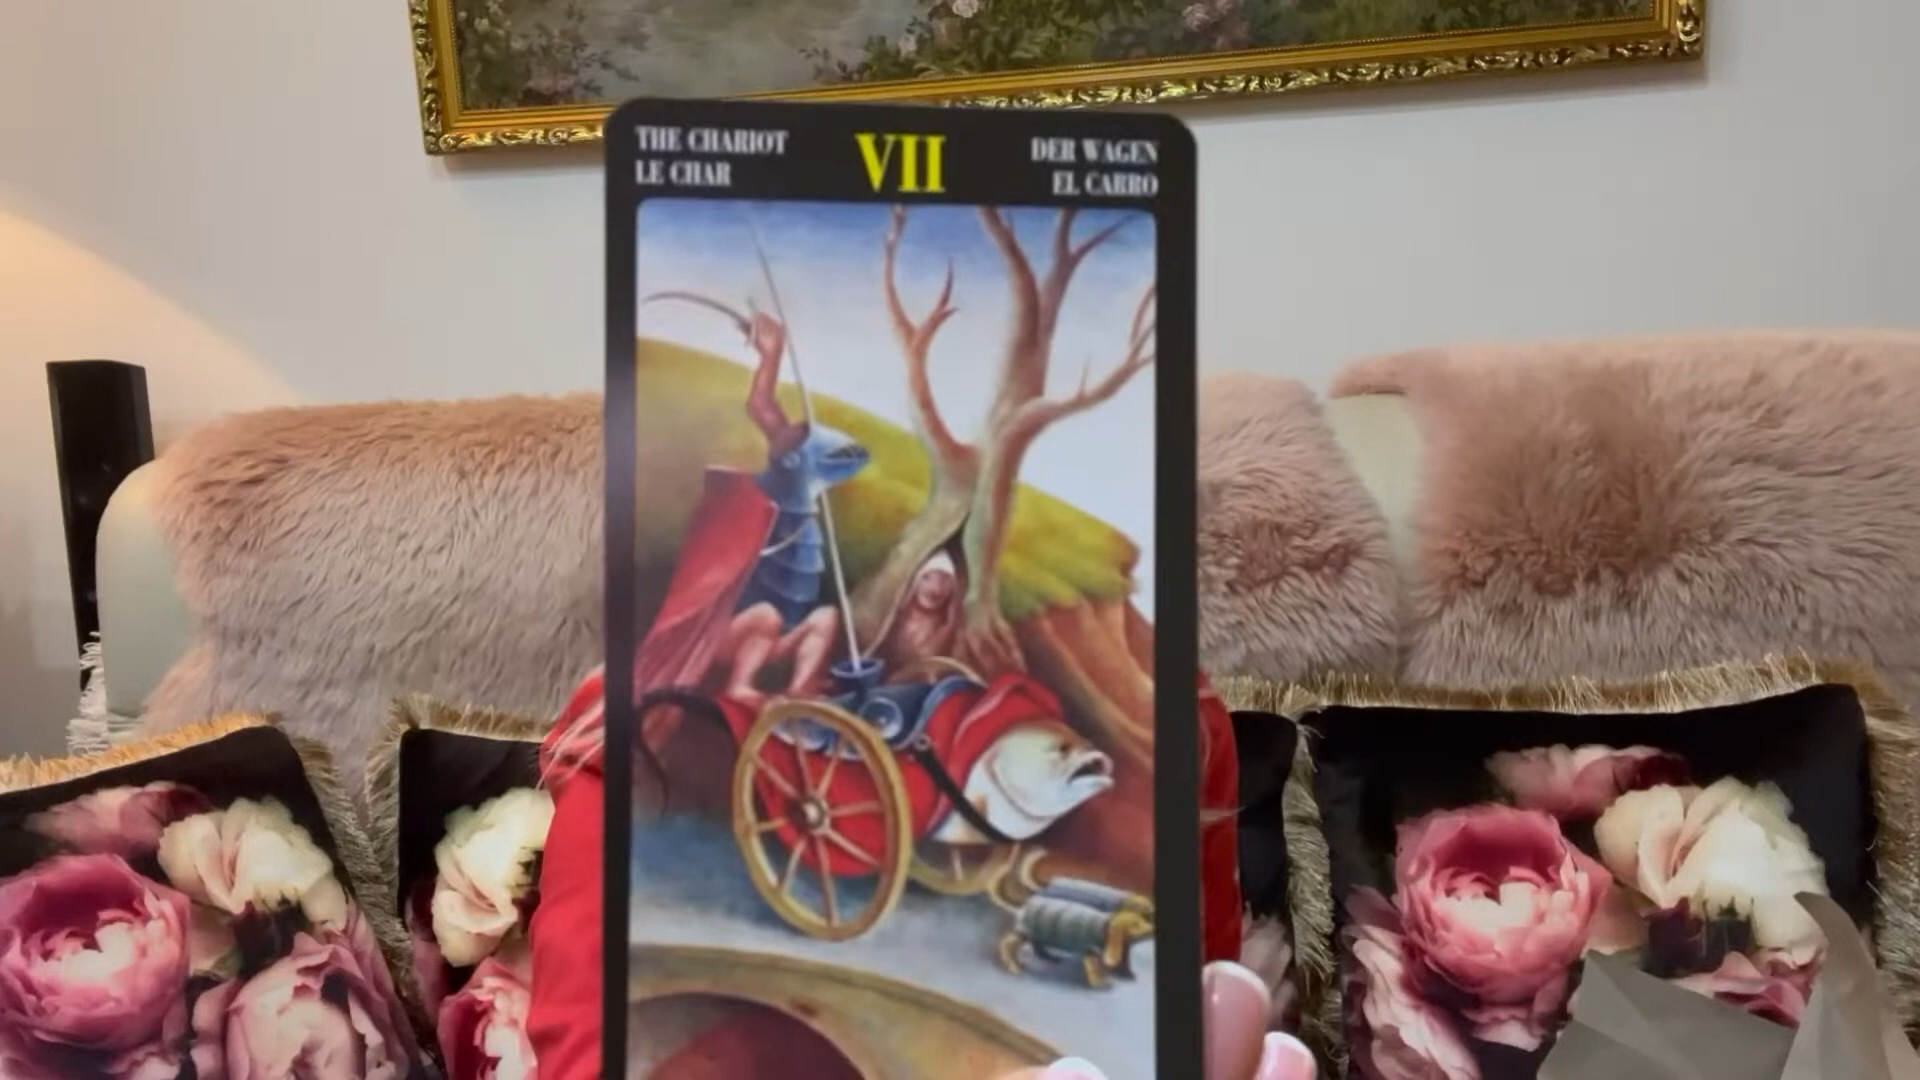 THE CHARIOT
LE CHAR
VII
DER WAGEN
EL CARRO